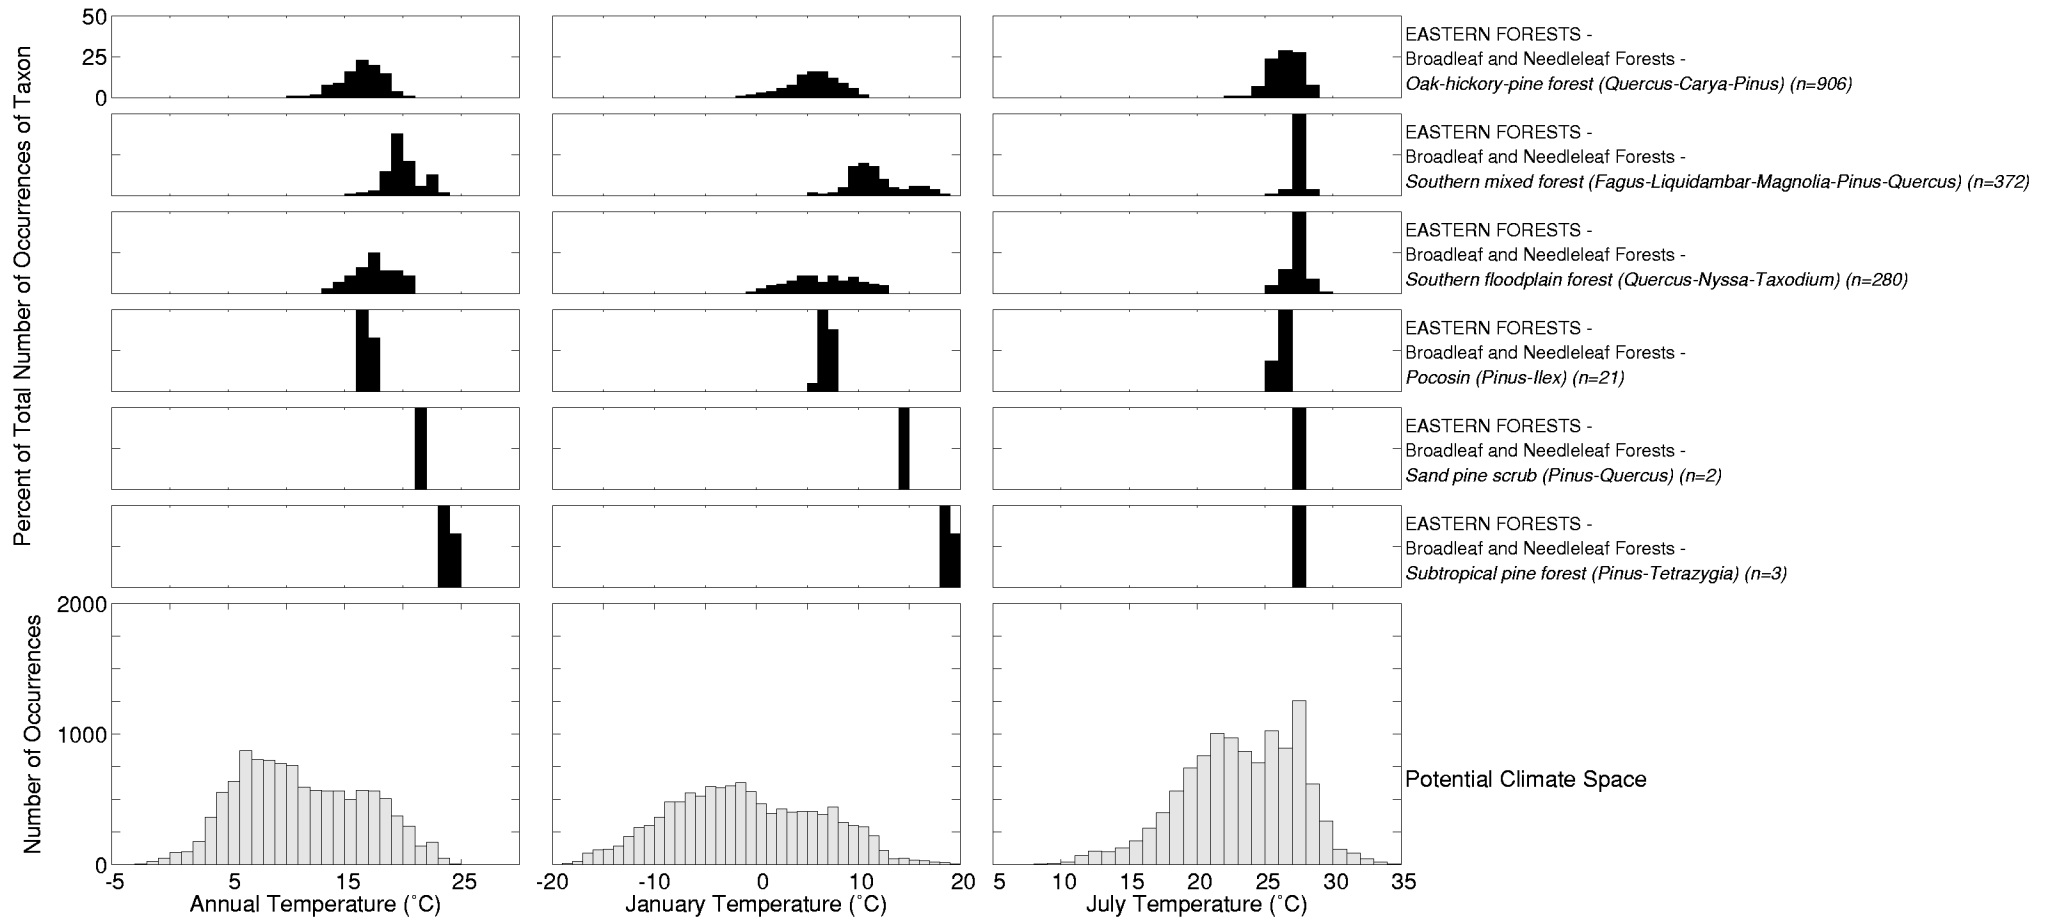 Percent of Total Number of Occurrences of Taxon
50
25
0
EASTERN FORESTS -
Broadleaf and Needleleaf Forests -
Oak-hickory-pine forest (Quercus-Carya-Pinus) (n=906)
EASTERN FORESTS -
Broadleaf and Needleleaf Forests -
Southern mixed forest (Fagus-Liquidambar-Magnolia-Pinus-Quercus) (n=372)
EASTERN FORESTS -
Broadleaf and Needleleaf Forests -
Southern floodplain forest (Quercus-Nyssa-Taxodium) (n=280)
EASTERN FORESTS -
Broadleaf and Needleleaf Forests -
Pocosin (Pinus-Ilex) (n=21)
EASTERN FORESTS -
Broadleaf and Needleleaf Forests -
Sand pine scrub (Pinus-Quercus) (n=2)
EASTERN FORESTS -
Broadleaf and Needleleaf Forests -
Subtropical pine forest (Pinus-Tetrazygia) (n=3)
Number of Occurrences
2000
1000
0
Potential Climate Space
-5 5 15 25
-20 -10 0 10 20
5 10 15 20 25 30 35
Annual Temperature (°C)
January Temperature (°C)
July Temperature (°C)